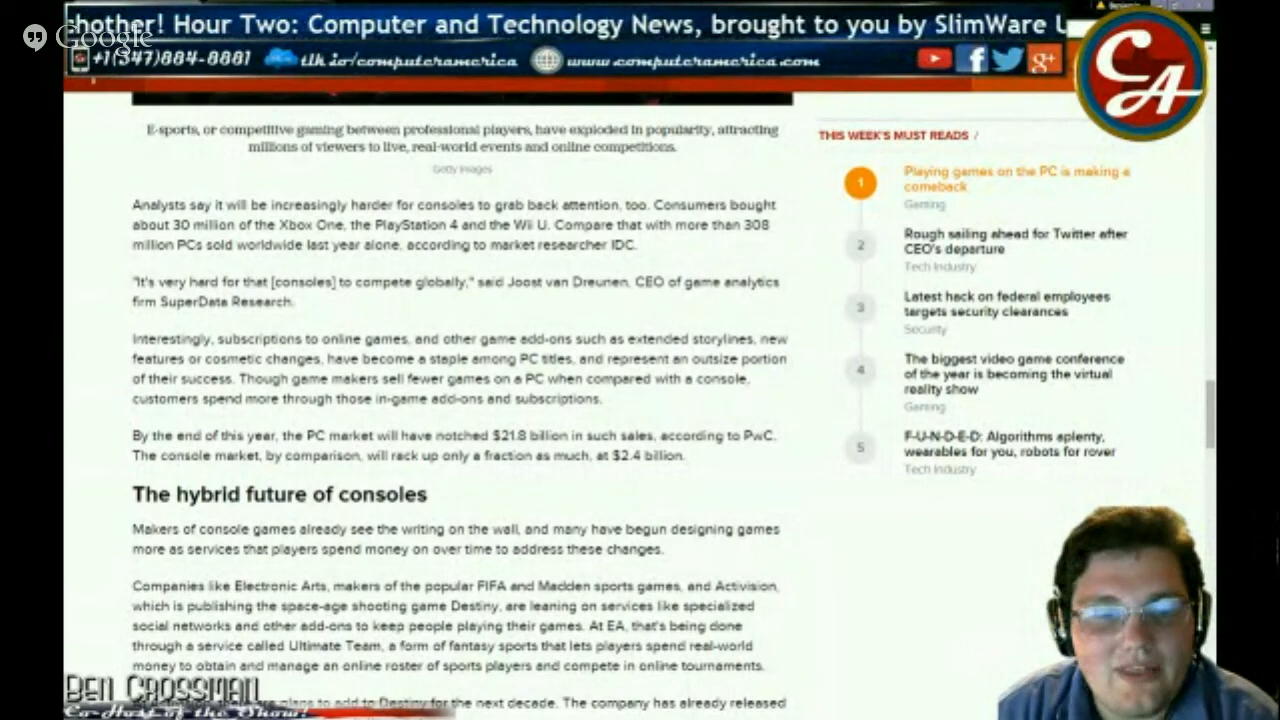 chother! Hour Two: Computer and Technology News, brought to you by SlimWare U
Google
+1(347)884-8881 tlk.io/computeramerica www.computeramerica.com
g+
CA
E-sports, or competitive gaming between professional players, have exploded in popularity, attracting
millions of viewers to live, real-world events and online competitions.
Getty Images
Analysts say it will be increasingly harder for consoles to grab back attention, too. Consumers bought
about 30 million of the Xbox One, the PlayStation 4 and the Wii U. Compare that with more than 308
million PCs sold worldwide last year alone, according to market researcher IDC.
"It's very hard for that [consoles] to compete globally," said Joost van Dreunen, CEO of game analytics
firm SuperData Research.
Interestingly, subscriptions to online games, and other game add-ons such as extended storylines, new
features or cosmetic changes, have become a staple among PC titles, and represent an outsize portion
of their success. Though game makers sell fewer games on a PC when compared with a console,
customers spend more through those in-game add-ons and subscriptions.
By the end of this year, the PC market will have notched $21.8 billion in such sales, according to PwC.
The console market, by comparison, will rack up only a fraction as much, at $2.4 billion.
The hybrid future of consoles
Makers of console games already see the writing on the wall, and many have begun designing games
more as services that players spend money on over time to address these changes.
Companies like Electronic Arts, makers of the popular FIFA and Madden sports games, and Activision,
which is publishing the space-age shooting game Destiny, are leaning on services like specialized
social networks and other add-ons to keep people playing their games. At EA, that's being done
through a service called Ultimate Team, a form of fantasy sports that lets players spend real-world
money to obtain and manage an online roster of sports players and compete in online tournaments.
plans to add to Destiny for the next decade. The company has already released
THIS WEEK'S MUST READS /
1 Playing games on the PC is making a
comeback
Gaming
2 Rough sailing ahead for Twitter after
CEO's departure
Tech Industry
3 Latest hack on federal employees
targets security clearances
Security
4 The biggest video game conference
of the year is becoming the virtual
reality show
Gaming
5 F-U-N-D-E-D: Algorithms aplenty,
wearables for you, robots for rover
Tech Industry
Ben Crossman
Co-Host of the Show!